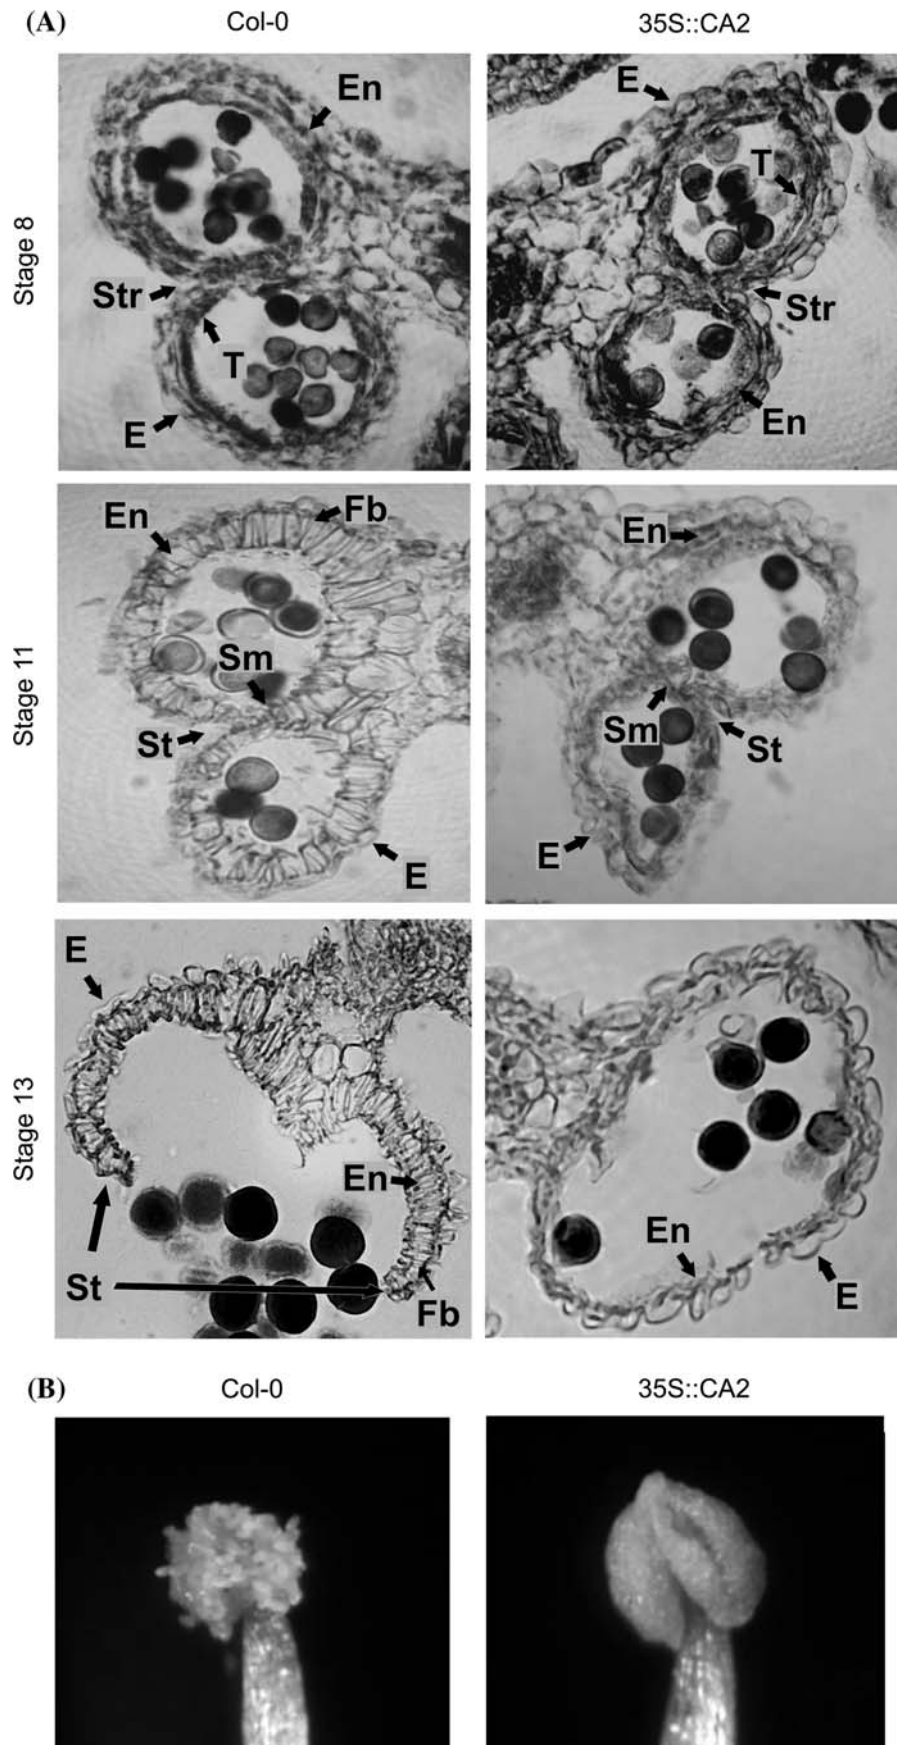 (A) Col-0 35S::CA2
Stage 8
En
Str
T
E
E
T
Str
En
Stage 11
En
Fb
Sm
St
E
En
Sm
St
E
Stage 13
E
En
St
Fb
En
E
(B) Col-0 35S::CA2